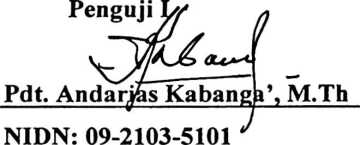 Penguji I,
Pdt. Andarias Kabanga', M.Th
NIDN: 09-2103-5101